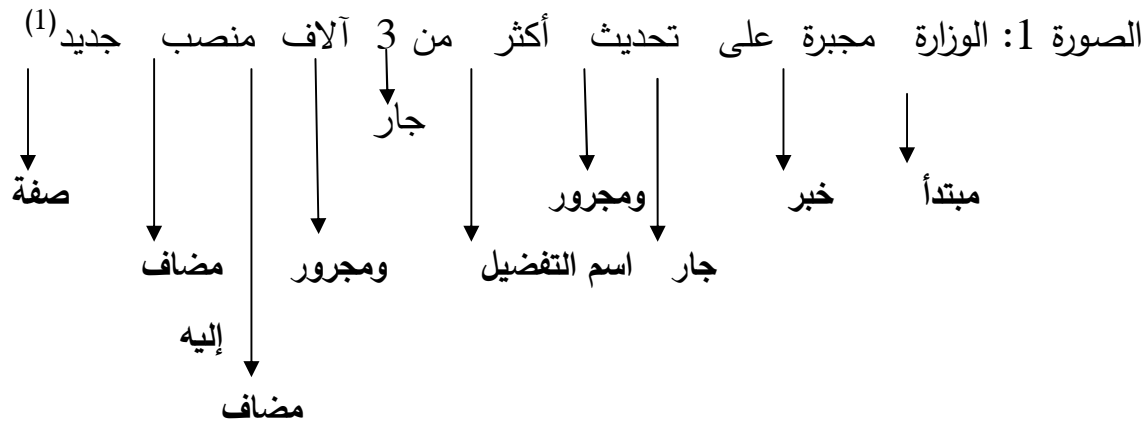 الصورة 1: الوزارة مجبرة على تحديث أكثر من 3 آلاف منصب جديد(1)
جار
مبتدأ خبر ومجرور صفة
جار اسم التفضيل ومجرور مضاف
إليه
مضاف